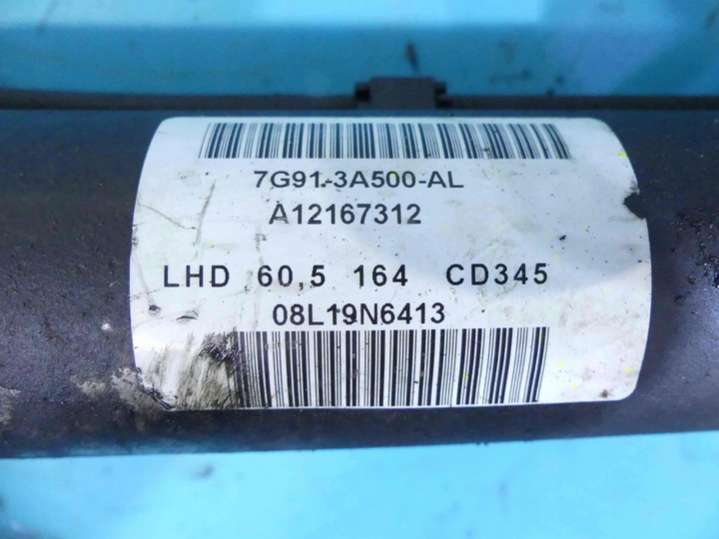 7G91-3A500-AL
A12167312
LHD 60,5 164 CD345
08L19N6413